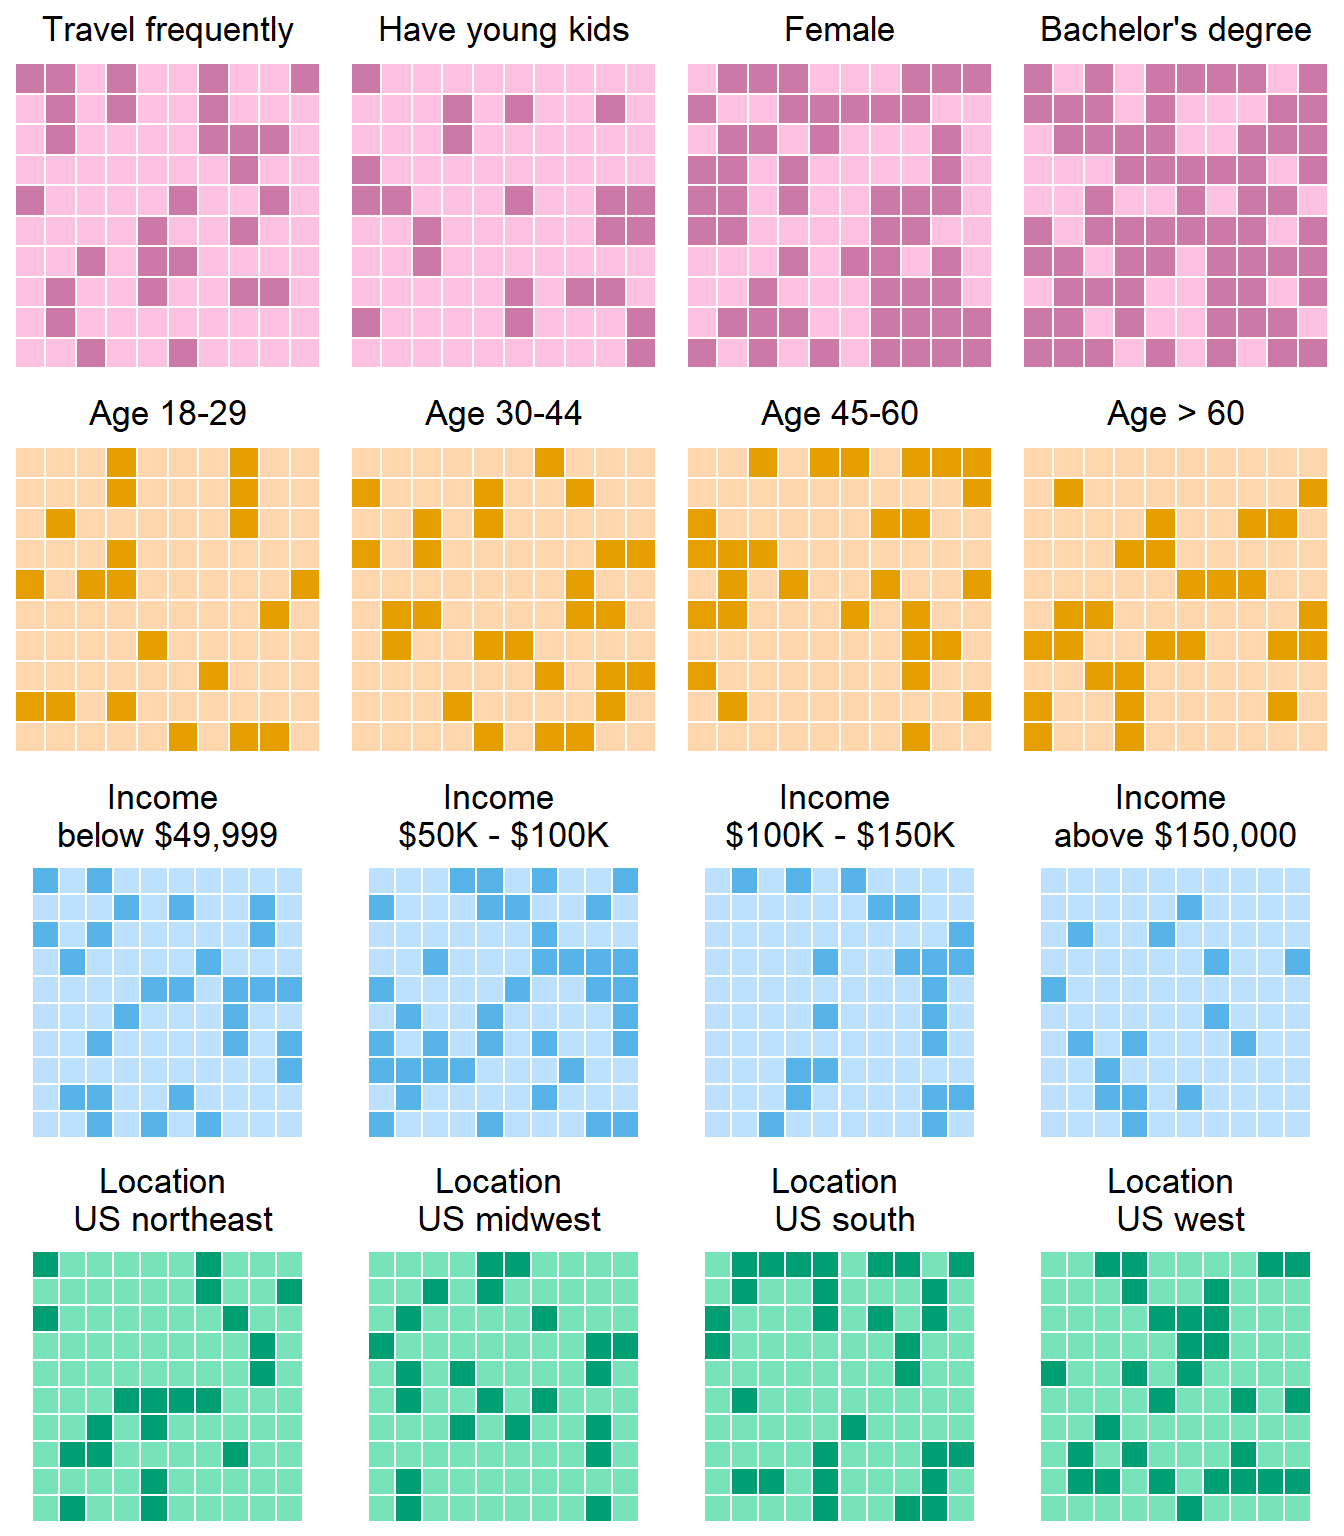 Travel frequently
Have young kids
Female
Bachelor's degree
Age 18-29
Age 30-44
Age 45-60
Age > 60
Income
below $49,999
Income
$50K - $100K
Income
$100K - $150K
Income
above $150,000
Location
US northeast
Location
US midwest
Location
US south
Location
US west